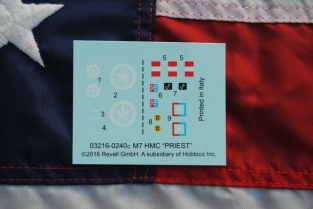 5 5
1
2
6 7
3
8 9
4
Printed in Italy
03216-0240c M7 HMC "PRIEST"
©2016 Revell GmbH. A subsidiary of Hobbico Inc.